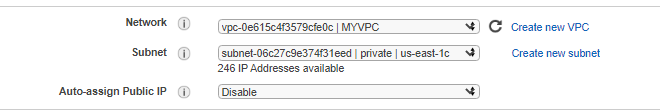 Network i vpc-0e615c4f3579cfe0c | MYVPC Create new VPC
Subnet i subnet-06c27c9e374f31eed | private | us-east-1c Create new subnet
246 IP Addresses available
Auto-assign Public IP i Disable